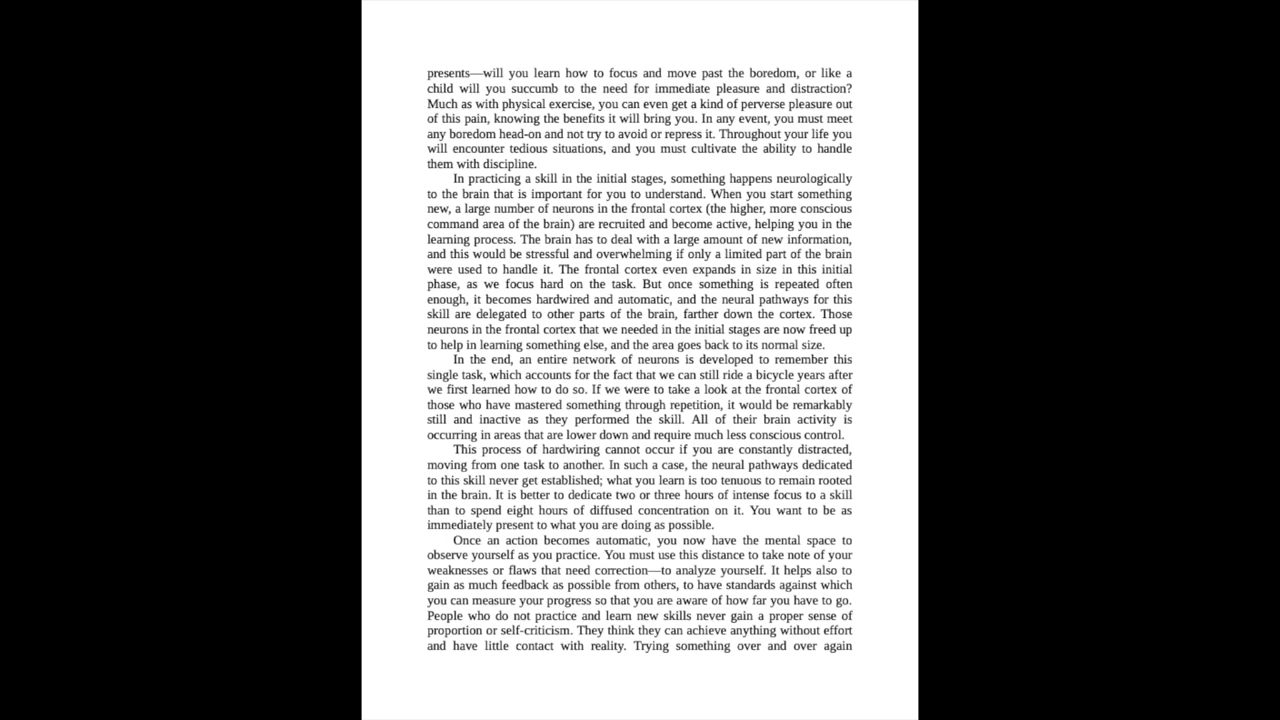 presents—will you learn how to focus and move past the boredom, or like a
child will you succumb to the need for immediate pleasure and distraction?
Much as with physical exercise, you can even get a kind of perverse pleasure out
of this pain, knowing the benefits it will bring you. In any event, you must meet
any boredom head-on and not try to avoid or repress it. Throughout your life you
will encounter tedious situations, and you must cultivate the ability to handle
them with discipline.
In practicing a skill in the initial stages, something happens neurologically
to the brain that is important for you to understand. When you start something
new, a large number of neurons in the frontal cortex (the higher, more conscious
command area of the brain) are recruited and become active, helping you in the
learning process. The brain has to deal with a large amount of new information,
and this would be stressful and overwhelming if only a limited part of the brain
were used to handle it. The frontal cortex even expands in size in this initial
phase, as we focus hard on the task. But once something is repeated often
enough, it becomes hardwired and automatic, and the neural pathways for this
skill are delegated to other parts of the brain, farther down the cortex. Those
neurons in the frontal cortex that we needed in the initial stages are now freed up
to help in learning something else, and the area goes back to its normal size.
In the end, an entire network of neurons is developed to remember this
single task, which accounts for the fact that we can still ride a bicycle years after
we first learned how to do so. If we were to take a look at the frontal cortex of
those who have mastered something through repetition, it would be remarkably
still and inactive as they performed the skill. All of their brain activity is
occurring in areas that are lower down and require much less conscious control.
This process of hardwiring cannot occur if you are constantly distracted,
moving from one task to another. In such a case, the neural pathways dedicated
to this skill never get established; what you learn is too tenuous to remain rooted
in the brain. It is better to dedicate two or three hours of intense focus to a skill
than to spend eight hours of diffused concentration on it. You want to be as
immediately present to what you are doing as possible.
Once an action becomes automatic, you now have the mental space to
observe yourself as you practice. You must use this distance to take note of your
weaknesses or flaws that need correction—to analyze yourself. It helps also to
gain as much feedback as possible from others, to have standards against which
you can measure your progress so that you are aware of how far you have to go.
People who do not practice and learn new skills never gain a proper sense of
proportion or self-criticism. They think they can achieve anything without effort
and have little contact with reality. Trying something over and over again